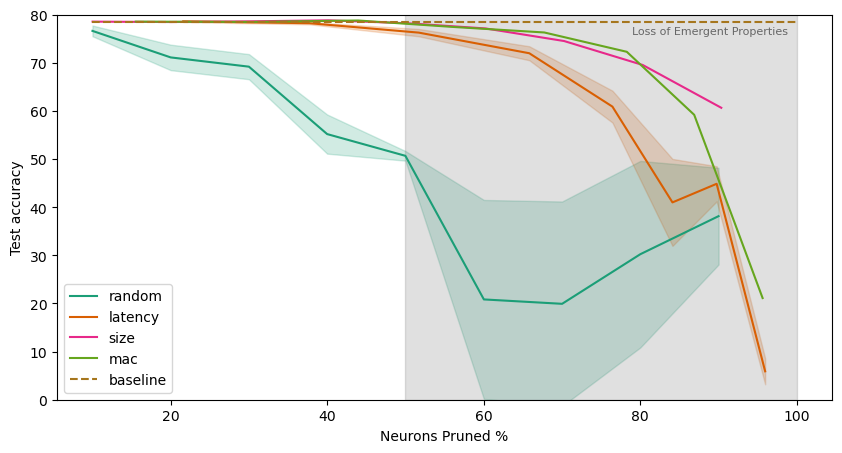 80
Loss of Emergent Properties
70
60
50
40
30
20
10
0
Test accuracy
random
latency
size
mac
baseline
20 40 60 80 100
Neurons Pruned %